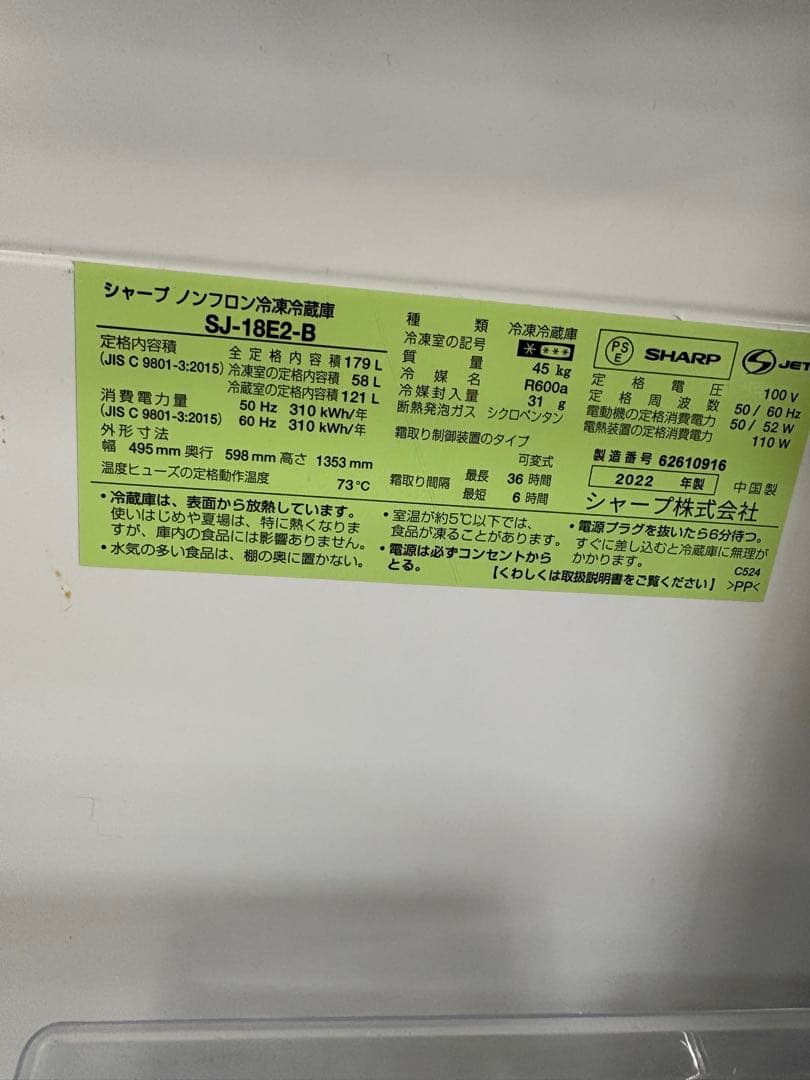 シャープ ノンフロン冷凍冷蔵庫
SJ-18E2-B
定格内容積
(JIS C 9801-3:2015)
全定格内容積 179 L
冷凍室の定格内容積 58 L
冷蔵室の定格内容積 121 L
消費電力量
(JIS C 9801-3:2015)
50 Hz 310 kWh/年
60 Hz 310 kWh/年
外形寸法
幅 495 mm 奥行 598 mm 高さ 1353 mm
温度ヒューズの定格動作温度 73℃
種類 冷凍冷蔵庫
冷凍室の記号
質量 45 kg
冷媒名 R600a
冷媒封入量 31 g
断熱発泡ガス シクロペンタン
霜取り制御装置のタイプ
可変式
霜取り間隔 最長 36 時間
最短 6 時間
PSE SHARP JET
定格電圧 100 V
定格周波数 50 / 60 Hz
電動機の定格消費電力 50 / 52 W
電熱装置の定格消費電力 110 W
製造番号 62610916
2022 年製 中国製
シャープ株式会社
・冷蔵庫は、表面から放熱しています。
使いはじめや夏場は、特に熱くなりま
すが、庫内の食品には影響ありません。
・水気の多い食品は、棚の奥に置かない。
・室温が約5℃以下では、
食品が凍ることがあります。
・電源は必ずコンセントから
とる。
・電源プラグを抜いたら6分待つ。
すぐに差し込むと冷蔵庫に無理が
かかります。
C524
【くわしくは取扱説明書をご覧ください】 >PP<